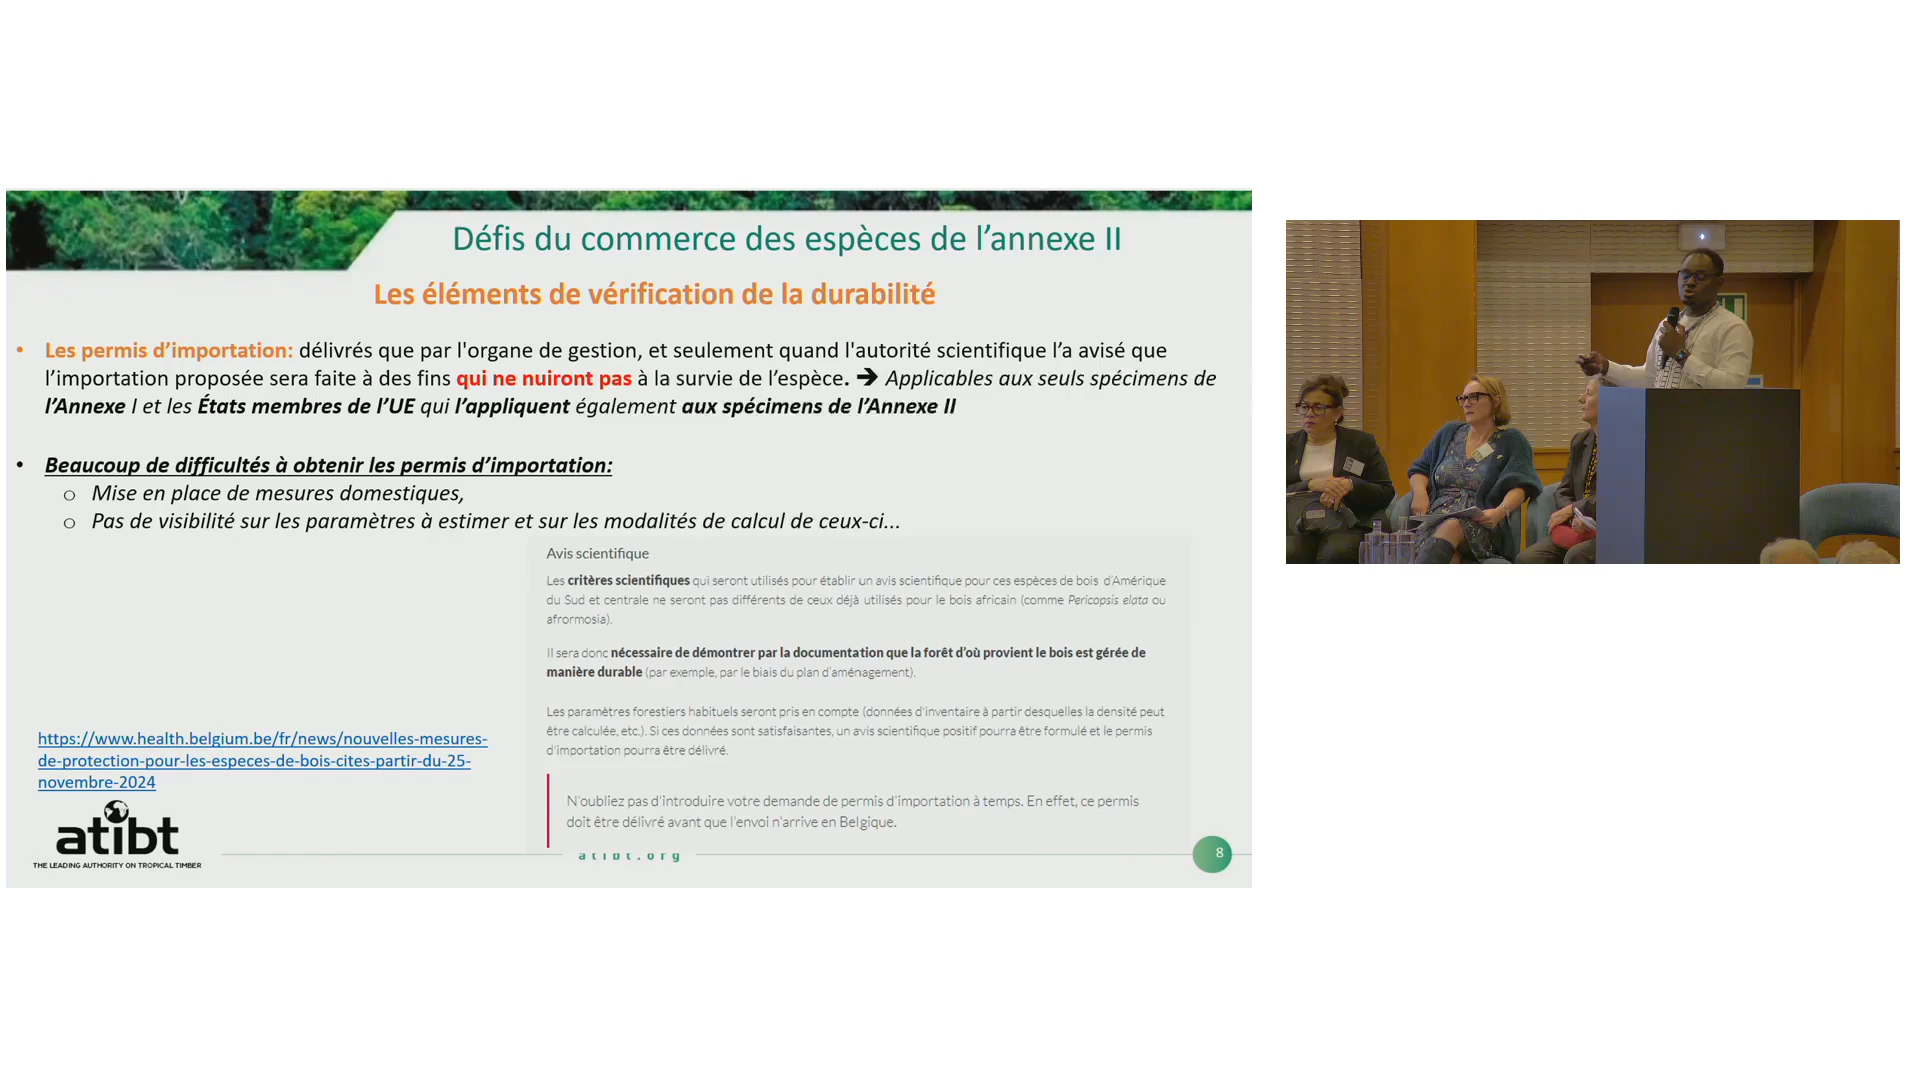 Défis du commerce des espèces de l’annexe II
Les éléments de vérification de la durabilité
• Les permis d’importation: délivrés que par l'organe de gestion, et seulement quand l'autorité scientifique l’a avisé que
l’importation proposée sera faite à des fins qui ne nuiront pas à la survie de l’espèce. ➔ Applicables aux seuls spécimens de
l’Annexe I et les États membres de l’UE qui l’appliquent également aux spécimens de l’Annexe II
• Beaucoup de difficultés à obtenir les permis d’importation:
o Mise en place de mesures domestiques,
o Pas de visibilité sur les paramètres à estimer et sur les modalités de calcul de ceux-ci...
Avis scientifique
Les critères scientifiques qui seront utilisés pour établir un avis scientifique pour ces espèces de bois d’Amérique
du Sud et centrale ne seront pas différents de ceux déjà utilisés pour le bois africain (comme Pericopsis elata ou
afrormosia).
Il sera donc nécessaire de démontrer par la documentation que la forêt d’où provient le bois est gérée de
manière durable (par exemple, par le biais du plan d’aménagement).
Les paramètres forestiers habituels seront pris en compte (données d’inventaire à partir desquelles la densité peut
être calculée, etc.). Si ces données sont satisfaisantes, un avis scientifique positif pourra être formulé et le permis
d’importation pourra être délivré.
N’oubliez pas d’introduire votre demande de permis d’importation à temps. En effet, ce permis
doit être délivré avant que l’envoi n’arrive en Belgique.
https://www.health.belgium.be/fr/news/nouvelles-mesures-
de-protection-pour-les-especes-de-bois-cites-partir-du-25-
novembre-2024
atibt
THE LEADING AUTHORITY ON TROPICAL TIMBER
atibt.org
8